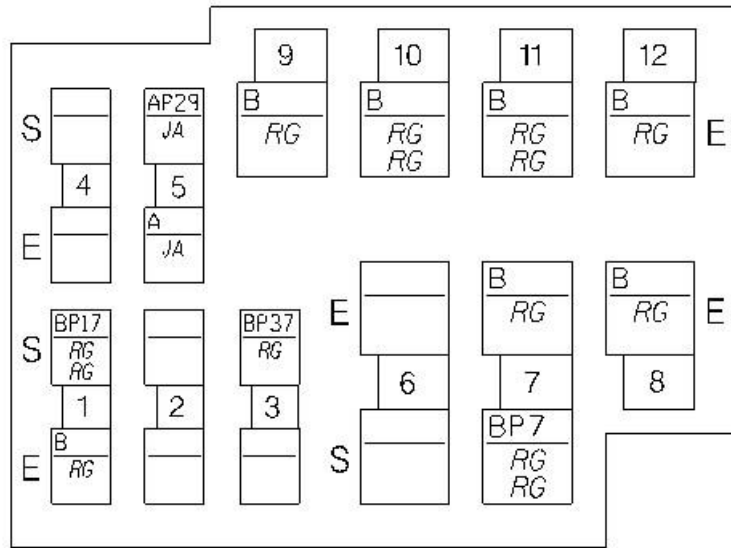 9 10 11 12
AP29 B B B B
S JA RG RG RG RG E
RG RG
4 5
A
E JA
B B
BP17 BP37 E RG RG E
S RG RG
RG
1 2 3 6 7 8
B BP7
E RG S RG
RG